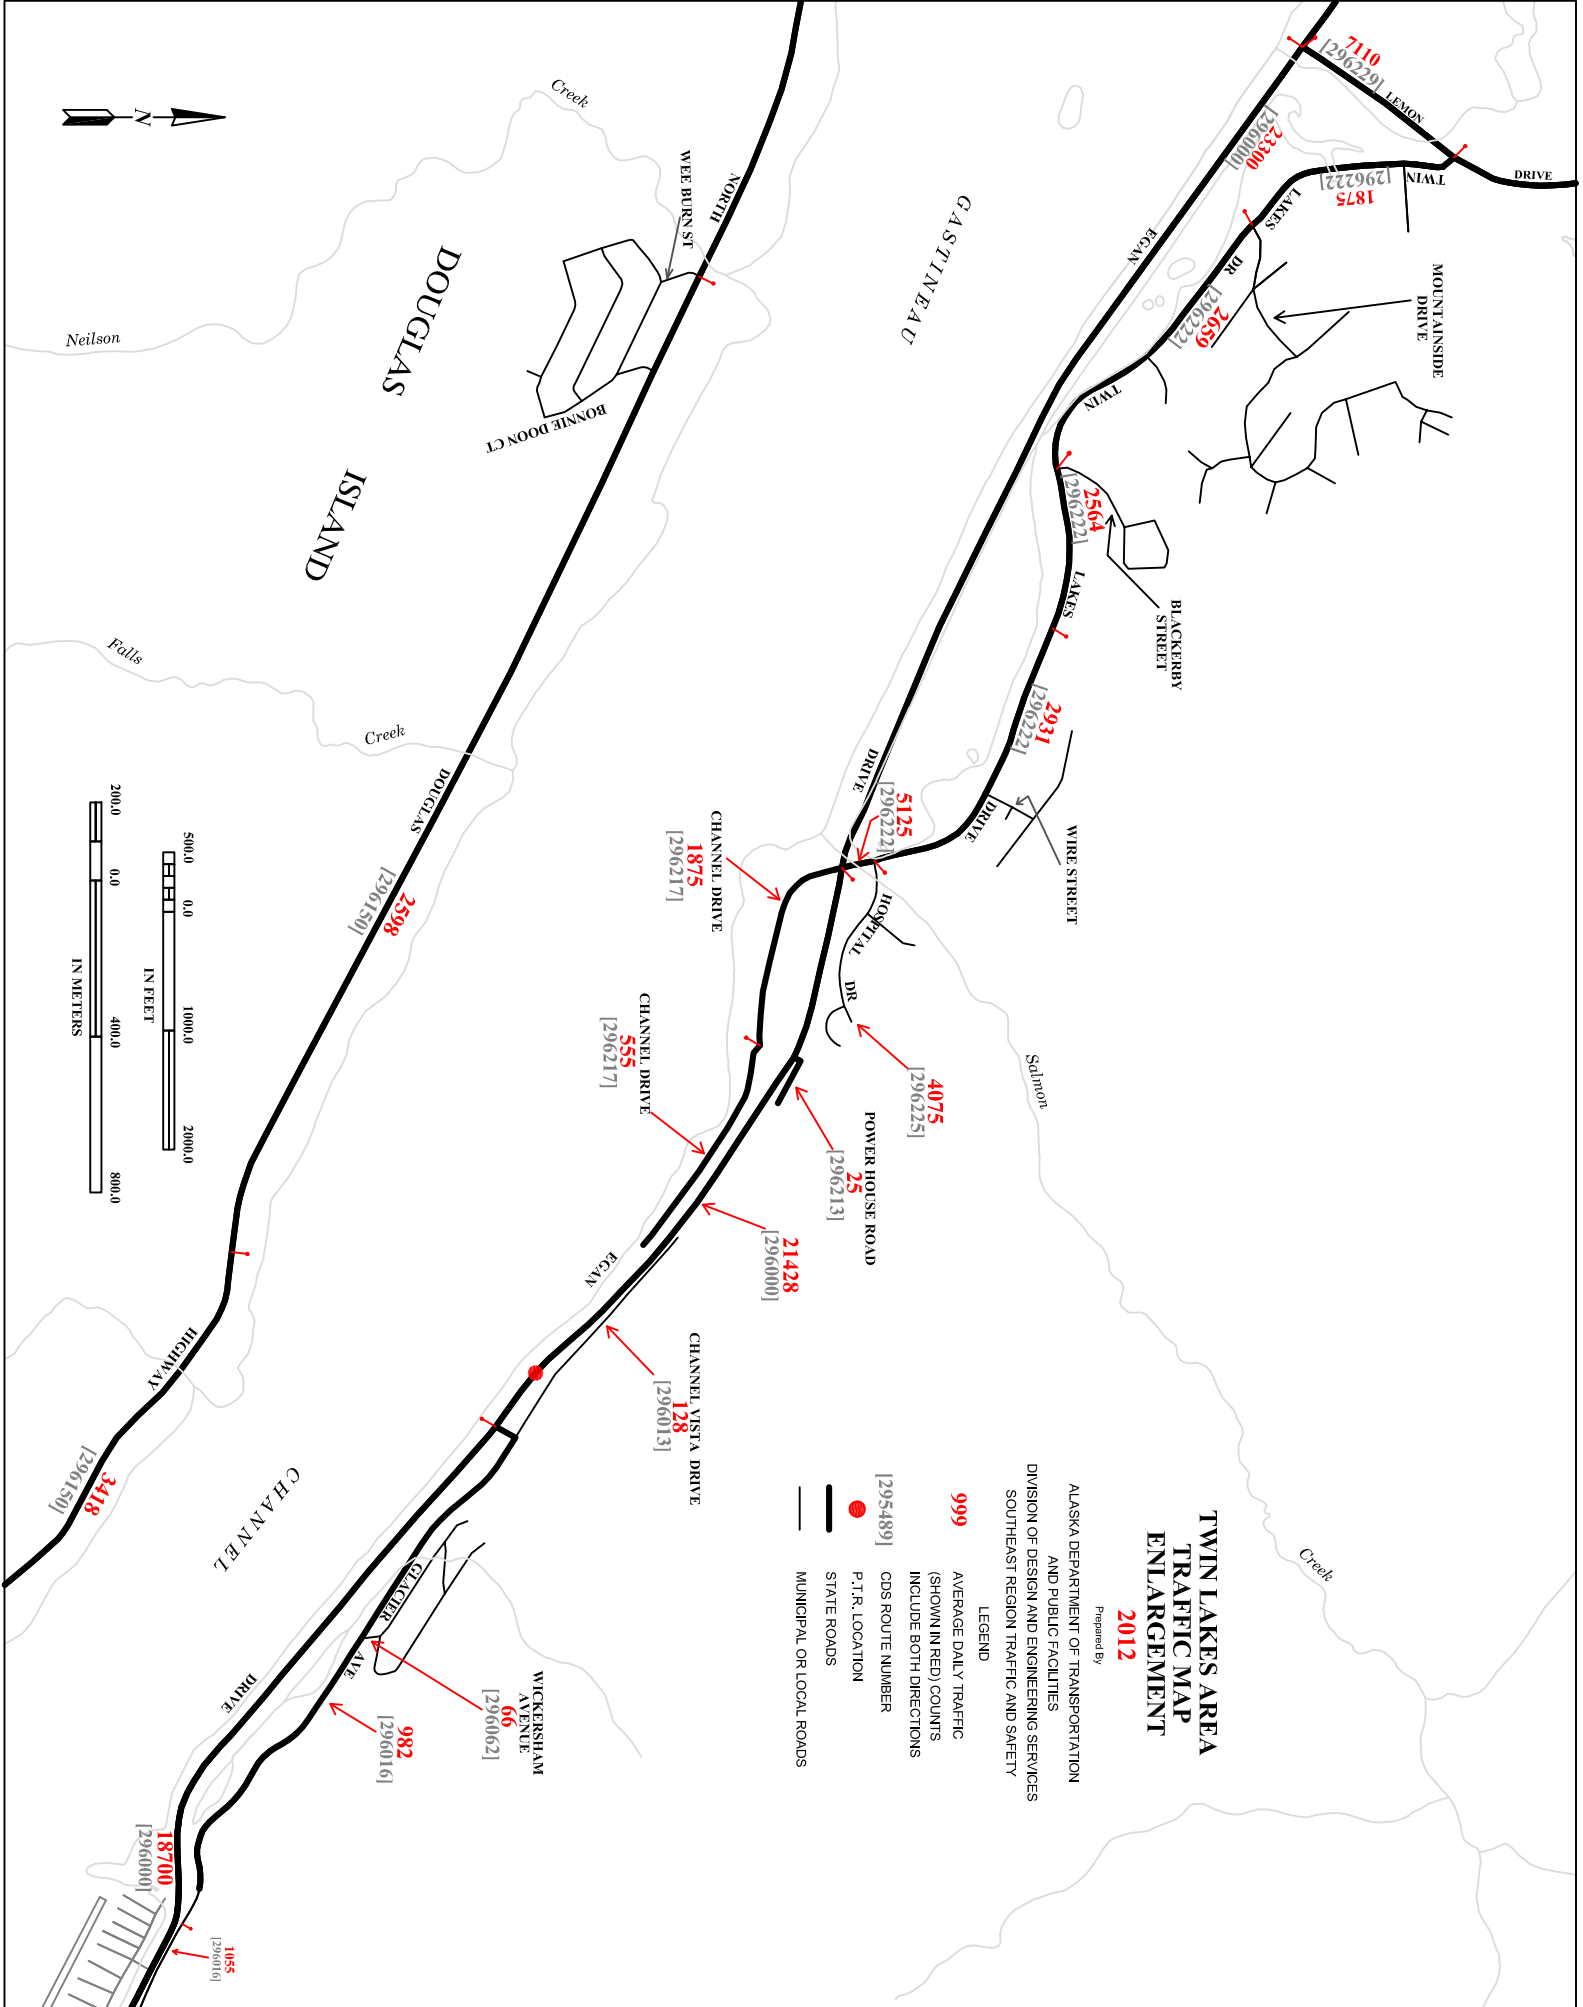 TWIN LAKES AREA
TRAFFIC MAP
ENLARGEMENT
2012
Prepared By
ALASKA DEPARTMENT OF TRANSPORTATION
AND PUBLIC FACILITIES
DIVISION OF DESIGN AND ENGINEERING SERVICES
SOUTHEAST REGION TRAFFIC AND SAFETY
LEGEND
999
AVERAGE DAILY TRAFFIC
(SHOWN IN RED) COUNTS
INCLUDE BOTH DIRECTIONS
[295489]
CDS ROUTE NUMBER
P.T.R. LOCATION
STATE ROADS
MUNICIPAL OR LOCAL ROADS
7110
[296229]
LEMON
DRIVE
23300
[296000]
1875
[296222]
TWIN
LAKES
DR
MOUNTAINSIDE
DRIVE
2659
[296222]
EGAN
TWIN
2564
[296222]
LAKES
BLACKERBY
STREET
2931
[296222]
DRIVE
WIRE STREET
DRIVE
5125
[296222]
HOSPITAL
DR
4075
[296225]
CHANNEL DRIVE
1875
[296217]
CHANNEL DRIVE
555
[296217]
POWER HOUSE ROAD
25
[296213]
21428
[296000]
EGAN
CHANNEL VISTA DRIVE
128
[296013]
GLACIER
AVE
WICKERSHAM
AVENUE
66
[296062]
982
[296016]
DRIVE
18700
[296000]
1055
[296016]
Salmon
Creek
GASTINEAU
CHANNEL
DOUGLAS
ISLAND
NORTH
DOUGLAS
HIGHWAY
WEE BURN ST
BONNIE DOON CT
2598
[296150]
3418
[296150]
Neilson
Creek
Falls
Creek
N
500.0
0.0
1000.0
2000.0
IN FEET
200.0
0.0
400.0
800.0
IN METERS